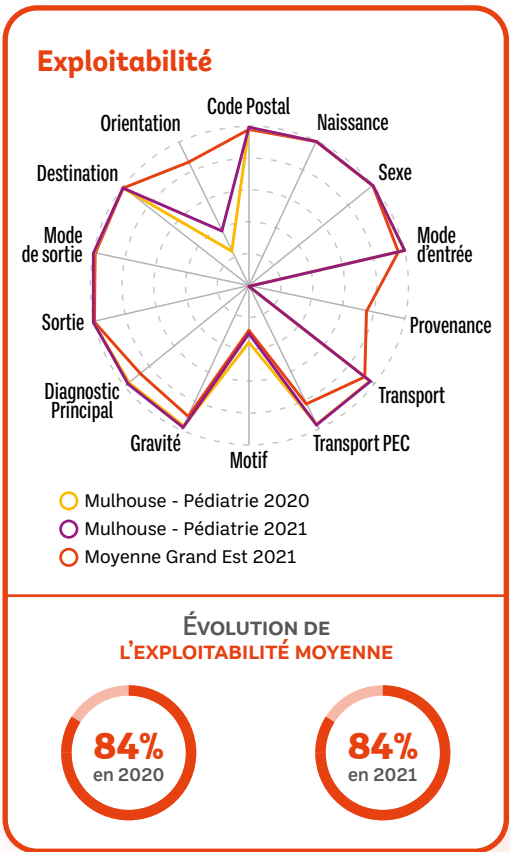 Exploitabilité
Code Postal
Orientation
Naissance
Destination
Sexe
Mode
de sortie
Mode
d'entrée
Sortie
Provenance
Diagnostic
Principal
Transport
Gravité
Transport PEC
Motif
Mulhouse - Pédiatrie 2020
Mulhouse - Pédiatrie 2021
Moyenne Grand Est 2021
ÉVOLUTION DE
L'EXPLOITABILITÉ MOYENNE
84%
en 2020
84%
en 2021